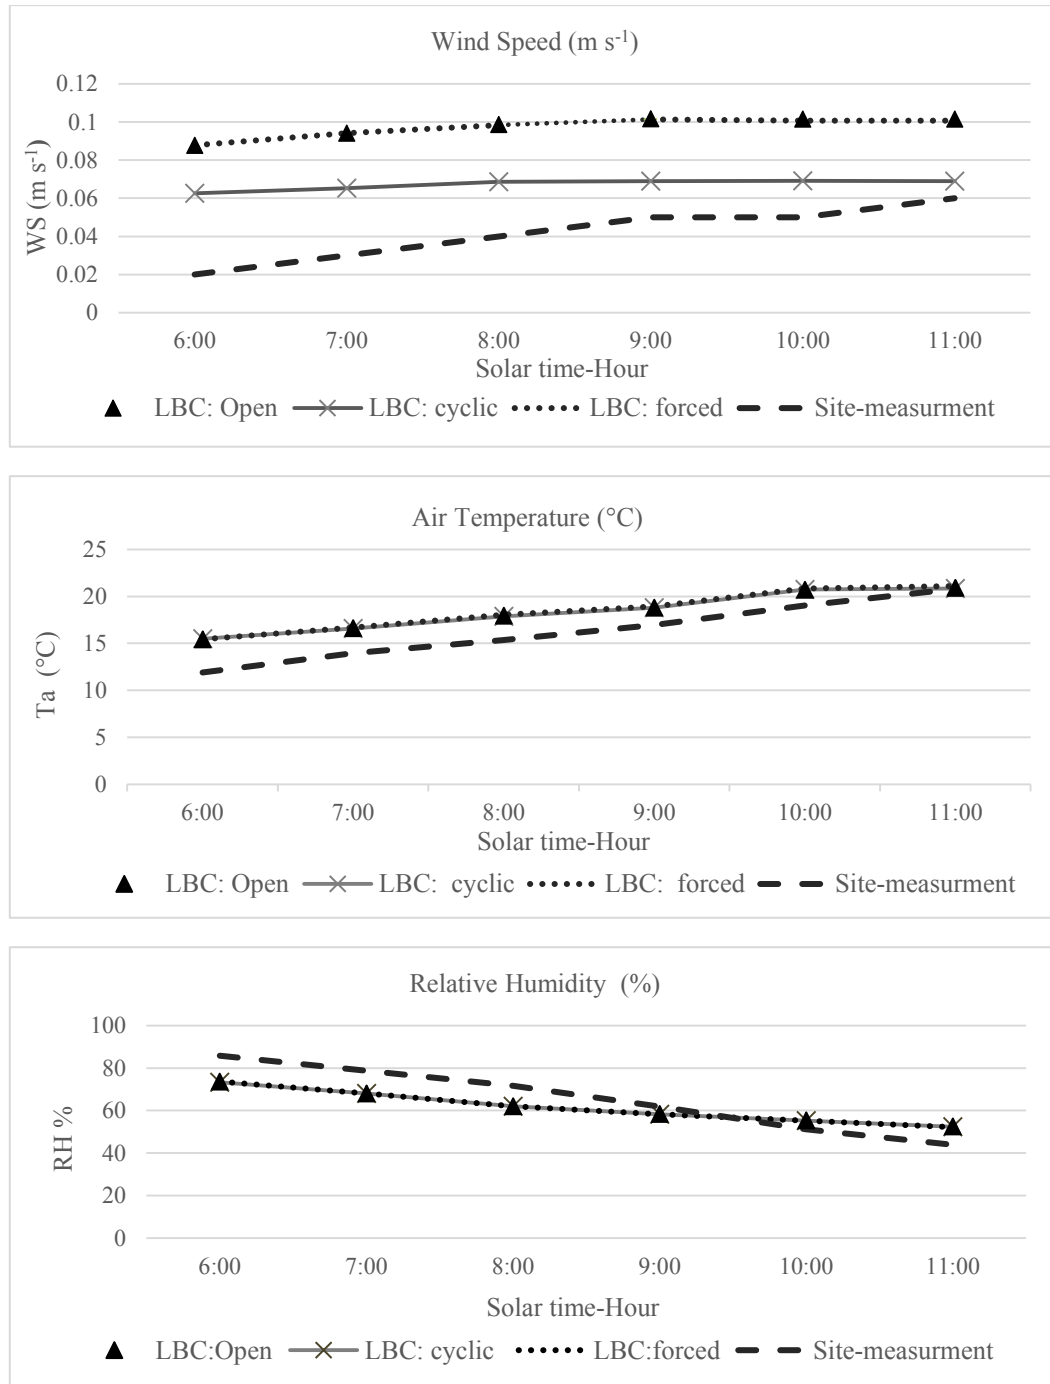 Wind Speed (m s-1)
0.12
0.1
0.08
0.06
0.04
0.02
0
WS (m s-1)
6:00 7:00 8:00 9:00 10:00 11:00
Solar time-Hour
LBC: Open LBC: cyclic LBC: forced Site-measurment
Air Temperature (°C)
25
20
15
10
5
0
Ta (°C)
6:00 7:00 8:00 9:00 10:00 11:00
Solar time-Hour
LBC: Open LBC: cyclic LBC: forced Site-measurment
Relative Humidity (%)
100
80
60
40
20
0
RH %
6:00 7:00 8:00 9:00 10:00 11:00
Solar time-Hour
LBC:Open LBC: cyclic LBC:forced Site-measurment